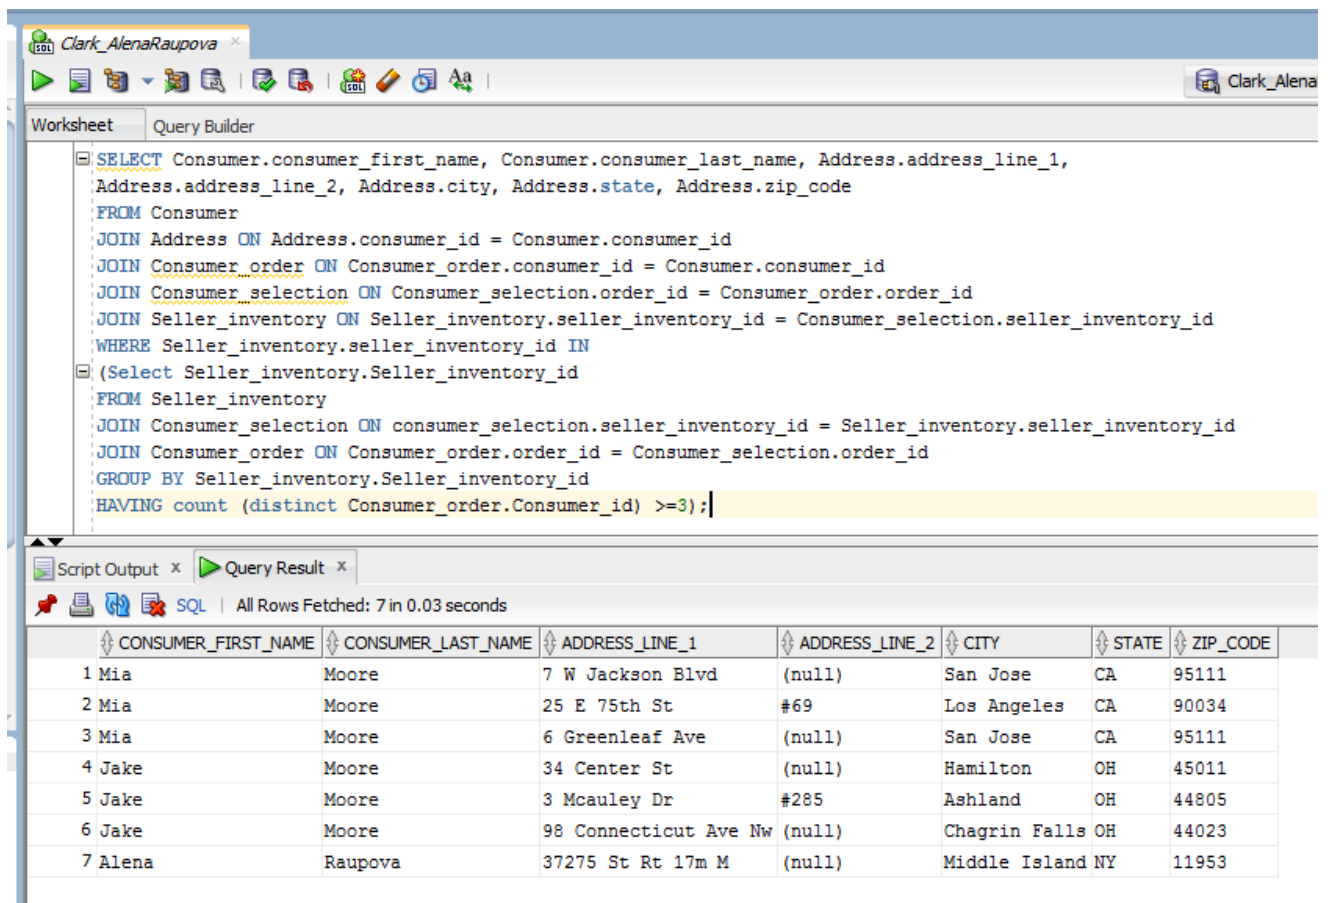 Clark_AlenaRaupova
Clark_Alena
Worksheet Query Builder
SELECT Consumer.consumer_first_name, Consumer.consumer_last_name, Address.address_line_1,
Address.address_line_2, Address.city, Address.state, Address.zip_code
FROM Consumer
JOIN Address ON Address.consumer_id = Consumer.consumer_id
JOIN Consumer_order ON Consumer_order.consumer_id = Consumer.consumer_id
JOIN Consumer_selection ON Consumer_selection.order_id = Consumer_order.order_id
JOIN Seller_inventory ON Seller_inventory.seller_inventory_id = Consumer_selection.seller_inventory_id
WHERE Seller_inventory.seller_inventory_id IN
(Select Seller_inventory.Seller_inventory_id
FROM Seller_inventory
JOIN Consumer_selection ON consumer_selection.seller_inventory_id = Seller_inventory.seller_inventory_id
JOIN Consumer_order ON Consumer_order.order_id = Consumer_selection.order_id
GROUP BY Seller_inventory.Seller_inventory_id
HAVING count (distinct Consumer_order.Consumer_id) >=3);
Script Output x Query Result x
SQL | All Rows Fetched: 7 in 0.03 seconds
CONSUMER_FIRST_NAME CONSUMER_LAST_NAME ADDRESS_LINE_1 ADDRESS_LINE_2 CITY STATE ZIP_CODE
1 Mia Moore 7 W Jackson Blvd (null) San Jose CA 95111
2 Mia Moore 25 E 75th St #69 Los Angeles CA 90034
3 Mia Moore 6 Greenleaf Ave (null) San Jose CA 95111
4 Jake Moore 34 Center St (null) Hamilton OH 45011
5 Jake Moore 3 Mcauley Dr #285 Ashland OH 44805
6 Jake Moore 98 Connecticut Ave Nw (null) Chagrin Falls OH 44023
7 Alena Raupova 37275 St Rt 17m M (null) Middle Island NY 11953